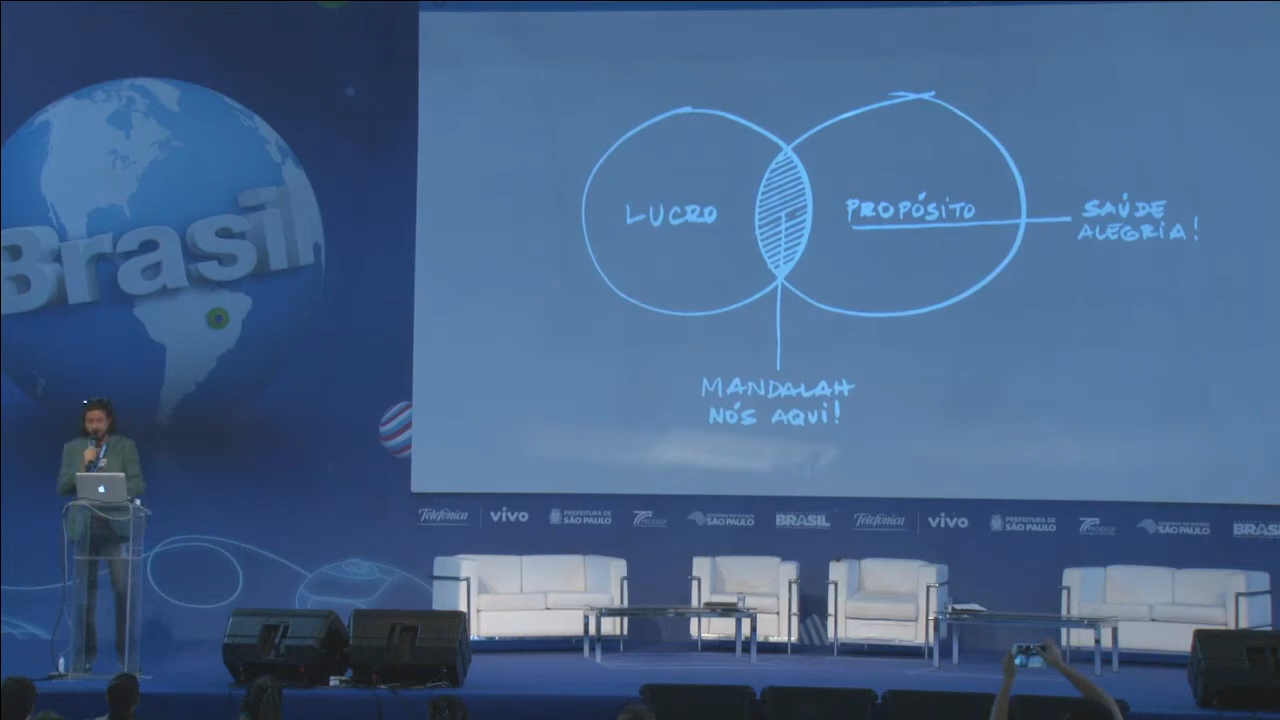 Brasil
LUCRO
PROPÓSITO
SAÚDE
ALEGRIA!
MANDALAH
NÓS AQUI!
Telefónica
vivo
PREFEITURA DE
SÃO PAULO
SÃO PAULO
BRASIL
Telefónica
vivo
PREFEITURA DE
SÃO PAULO
SÃO PAULO
BRAS